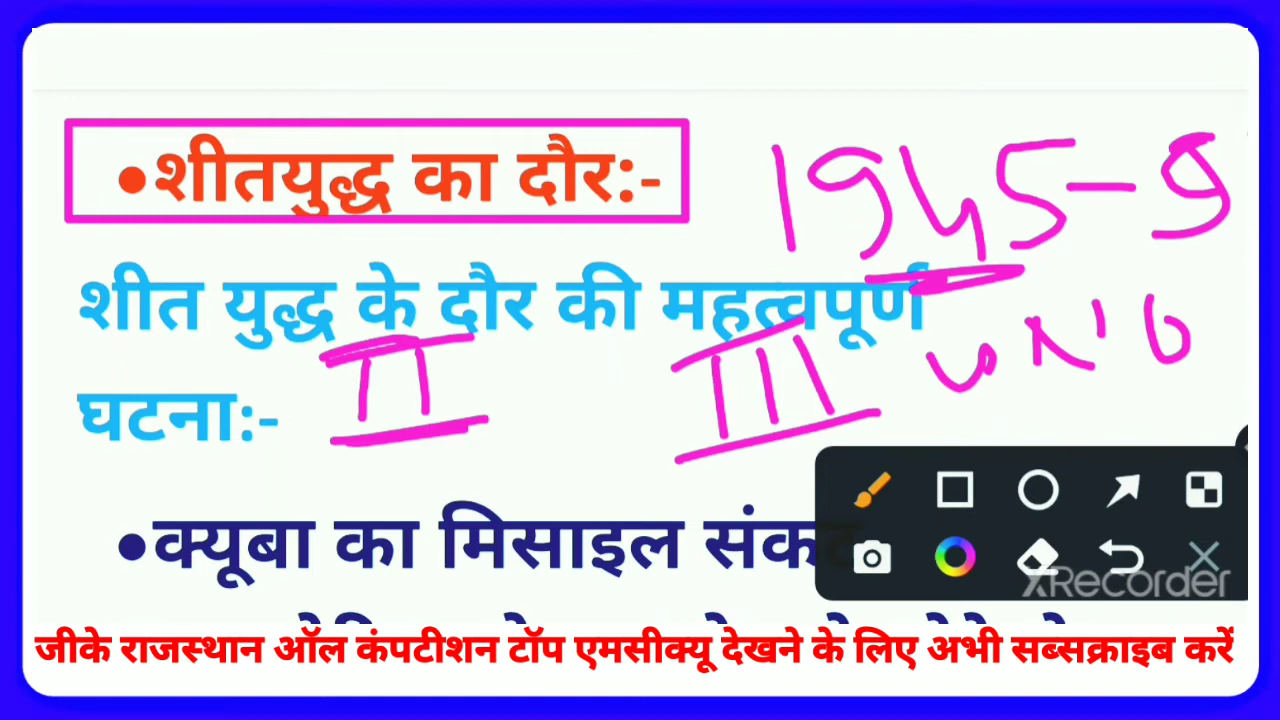 •शीतयुद्ध का दौर:-
1945-9
शीत युद्ध के दौर की महत्वपूर्ण
घटना:-
II
III
•क्यूबा का मिसाइल संकट
XRecorder
जीके राजस्थान ऑल कंपटीशन टॉप एमसीक्यू देखने के लिए अभी सब्सक्राइब करें